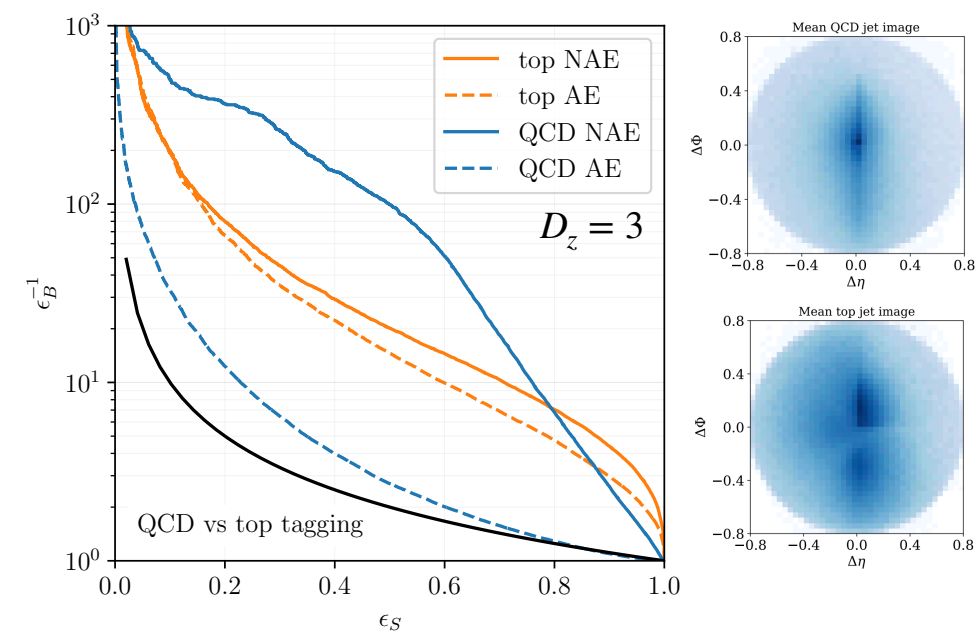 10³
10²
10¹
10⁰
ϵ_B⁻¹
top NAE
top AE
QCD NAE
QCD AE
D_z = 3
QCD vs top tagging
0.0 0.2 0.4 0.6 0.8 1.0
ϵ_S
Mean QCD jet image
0.8
0.4
0.0
−0.4
−0.8
ΔΦ
−0.8 −0.4 0.0 0.4 0.8
Δη
Mean top jet image
0.8
0.4
0.0
−0.4
−0.8
ΔΦ
−0.8 −0.4 0.0 0.4 0.8
Δη